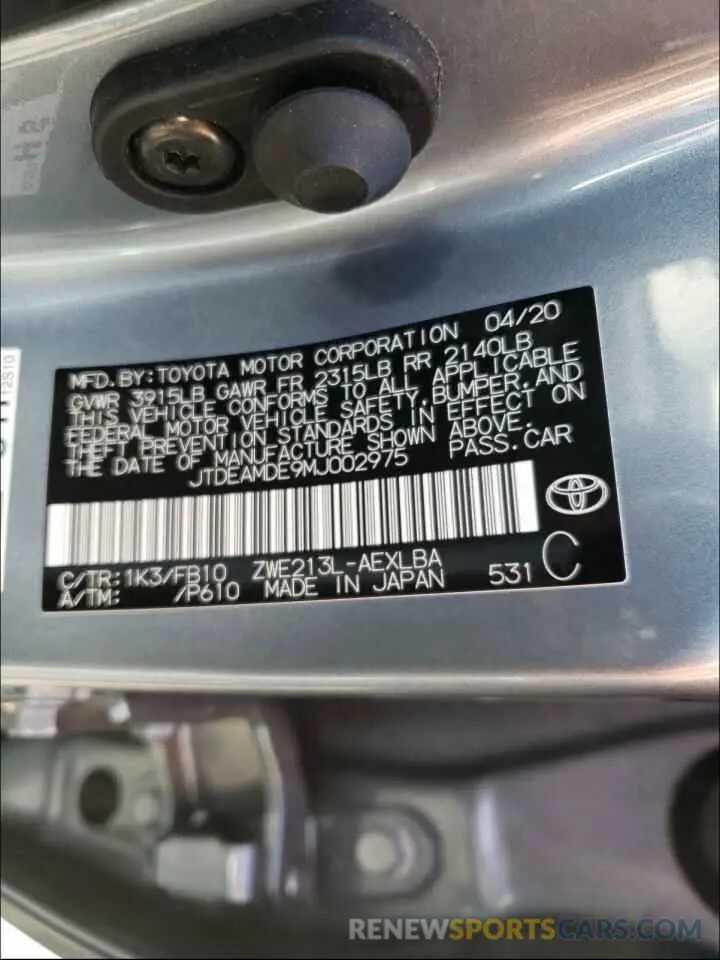 MFD.BY:TOYOTA MOTOR CORPORATION 04/20
GVWR 3915LB GAWR FR 2315LB RR 2140LB
THIS VEHICLE CONFORMS TO ALL APPLICABLE
FEDERAL MOTOR VEHICLE SAFETY,BUMPER,AND
THEFT PREVENTION STANDARDS IN EFFECT ON
THE DATE OF MANUFACTURE SHOWN ABOVE.
JTDEAMDE9MJ002975 PASS.CAR
C/TR:1K3/FB10 ZWE213L-AEXLBA
A/TM: /P610 MADE IN JAPAN 531 C
RENEWSPORTSCARS.COM